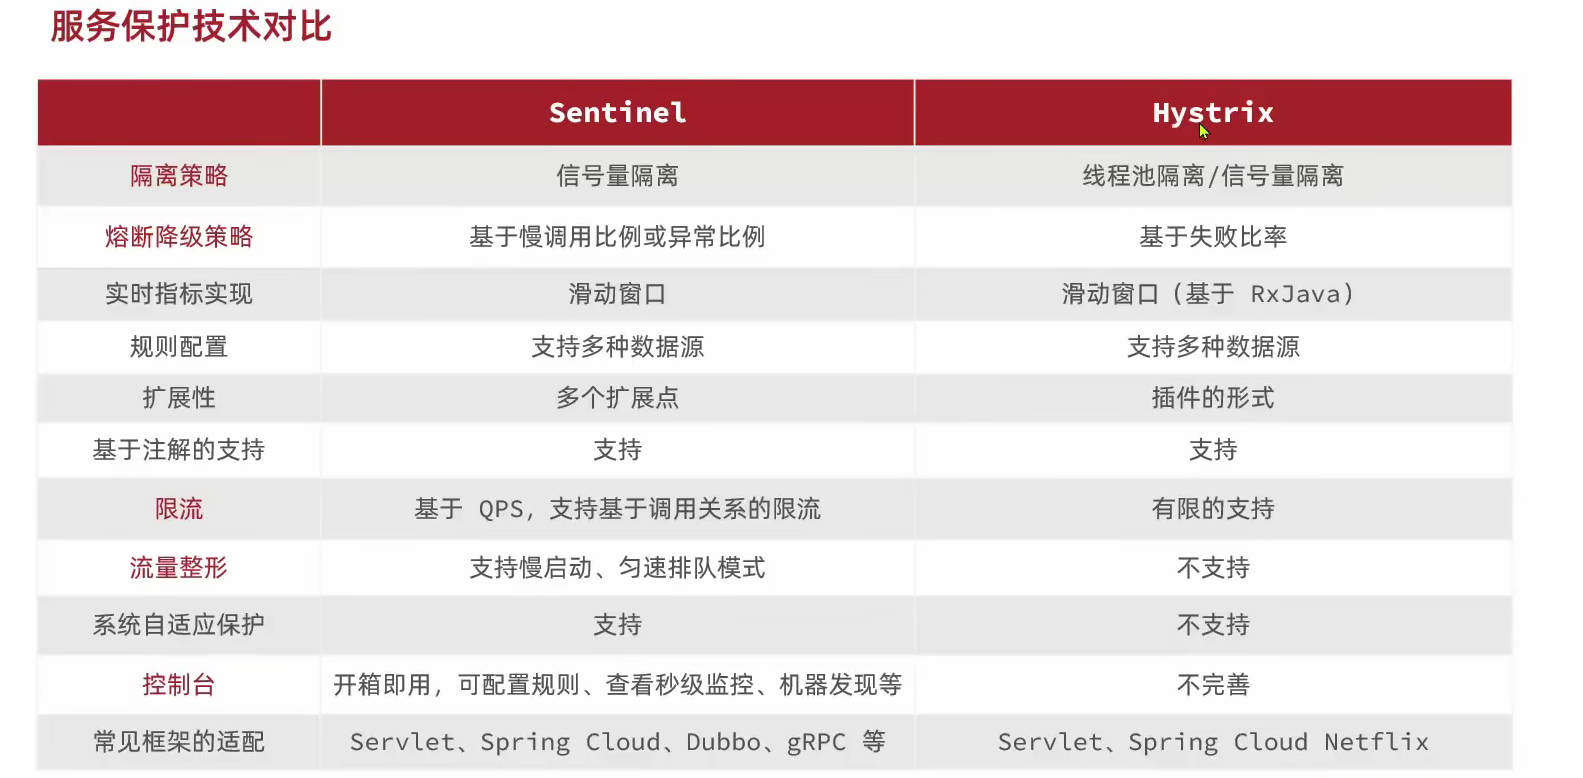 服务保护技术对比
Sentinel Hystrix
隔离策略 信号量隔离 线程池隔离/信号量隔离
熔断降级策略 基于慢调用比例或异常比例 基于失败比率
实时指标实现 滑动窗口 滑动窗口（基于 RxJava）
规则配置 支持多种数据源 支持多种数据源
扩展性 多个扩展点 插件的形式
基于注解的支持 支持 支持
限流 基于 QPS，支持基于调用关系的限流 有限的支持
流量整形 支持慢启动、匀速排队模式 不支持
系统自适应保护 支持 不支持
控制台 开箱即用，可配置规则、查看秒级监控、机器发现等 不完善
常见框架的适配 Servlet、Spring Cloud、Dubbo、gRPC 等 Servlet、Spring Cloud Netflix